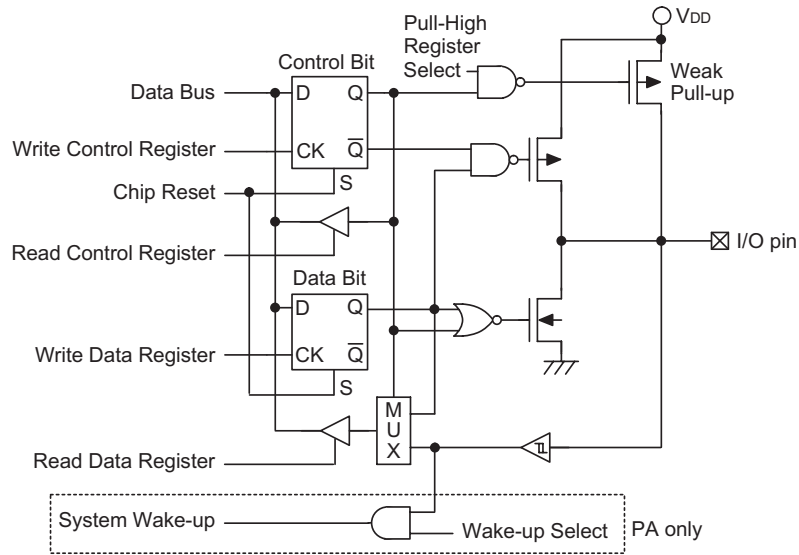 VDD
Pull-High
Register
Select
Control Bit
Weak
Pull-up
Data Bus
D
Q
Write Control Register
CK
Q̅
S
Chip Reset
I/O pin
Read Control Register
Data Bit
D
Q
Write Data Register
CK
Q̅
S
M
U
X
Read Data Register
System Wake-up
Wake-up Select
PA only